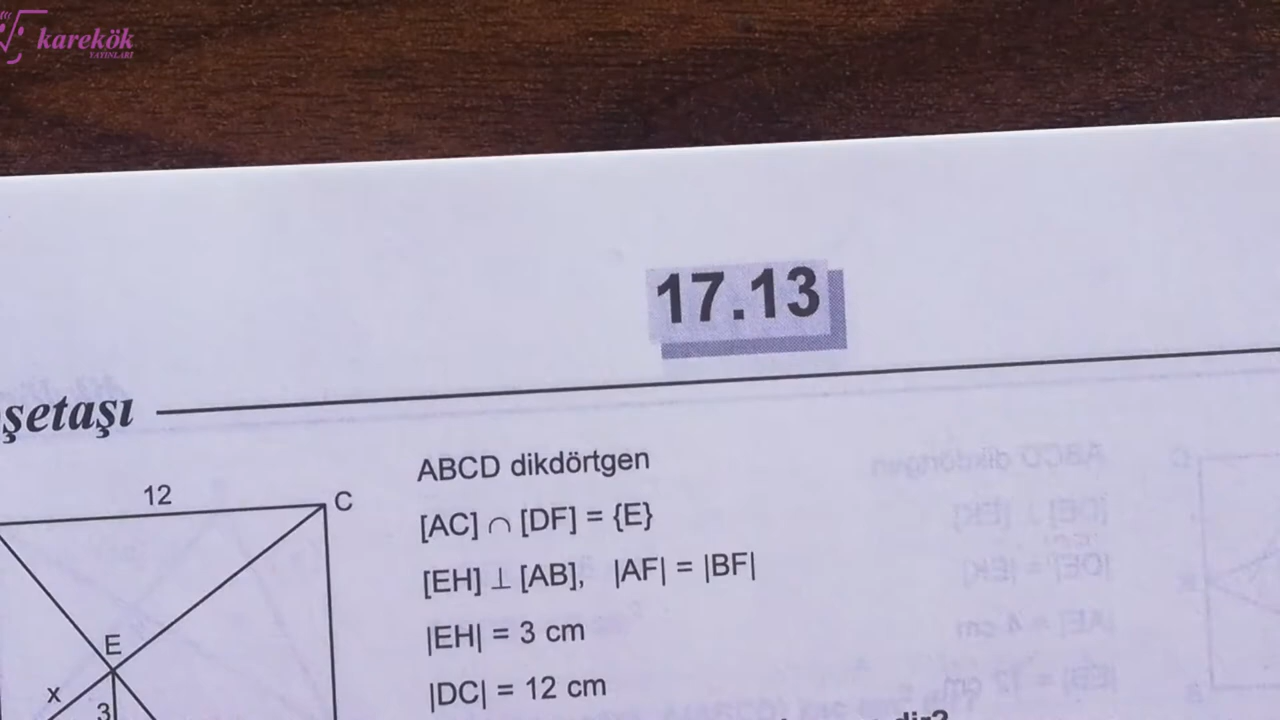 karekök
YAYINLARI
17.13
şetaşı
ABCD dikdörtgen
[AC] ∩ [DF] = {E}
[EH] ⊥ [AB], |AF| = |BF|
|EH| = 3 cm
|DC| = 12 cm
12
C
E
x
3